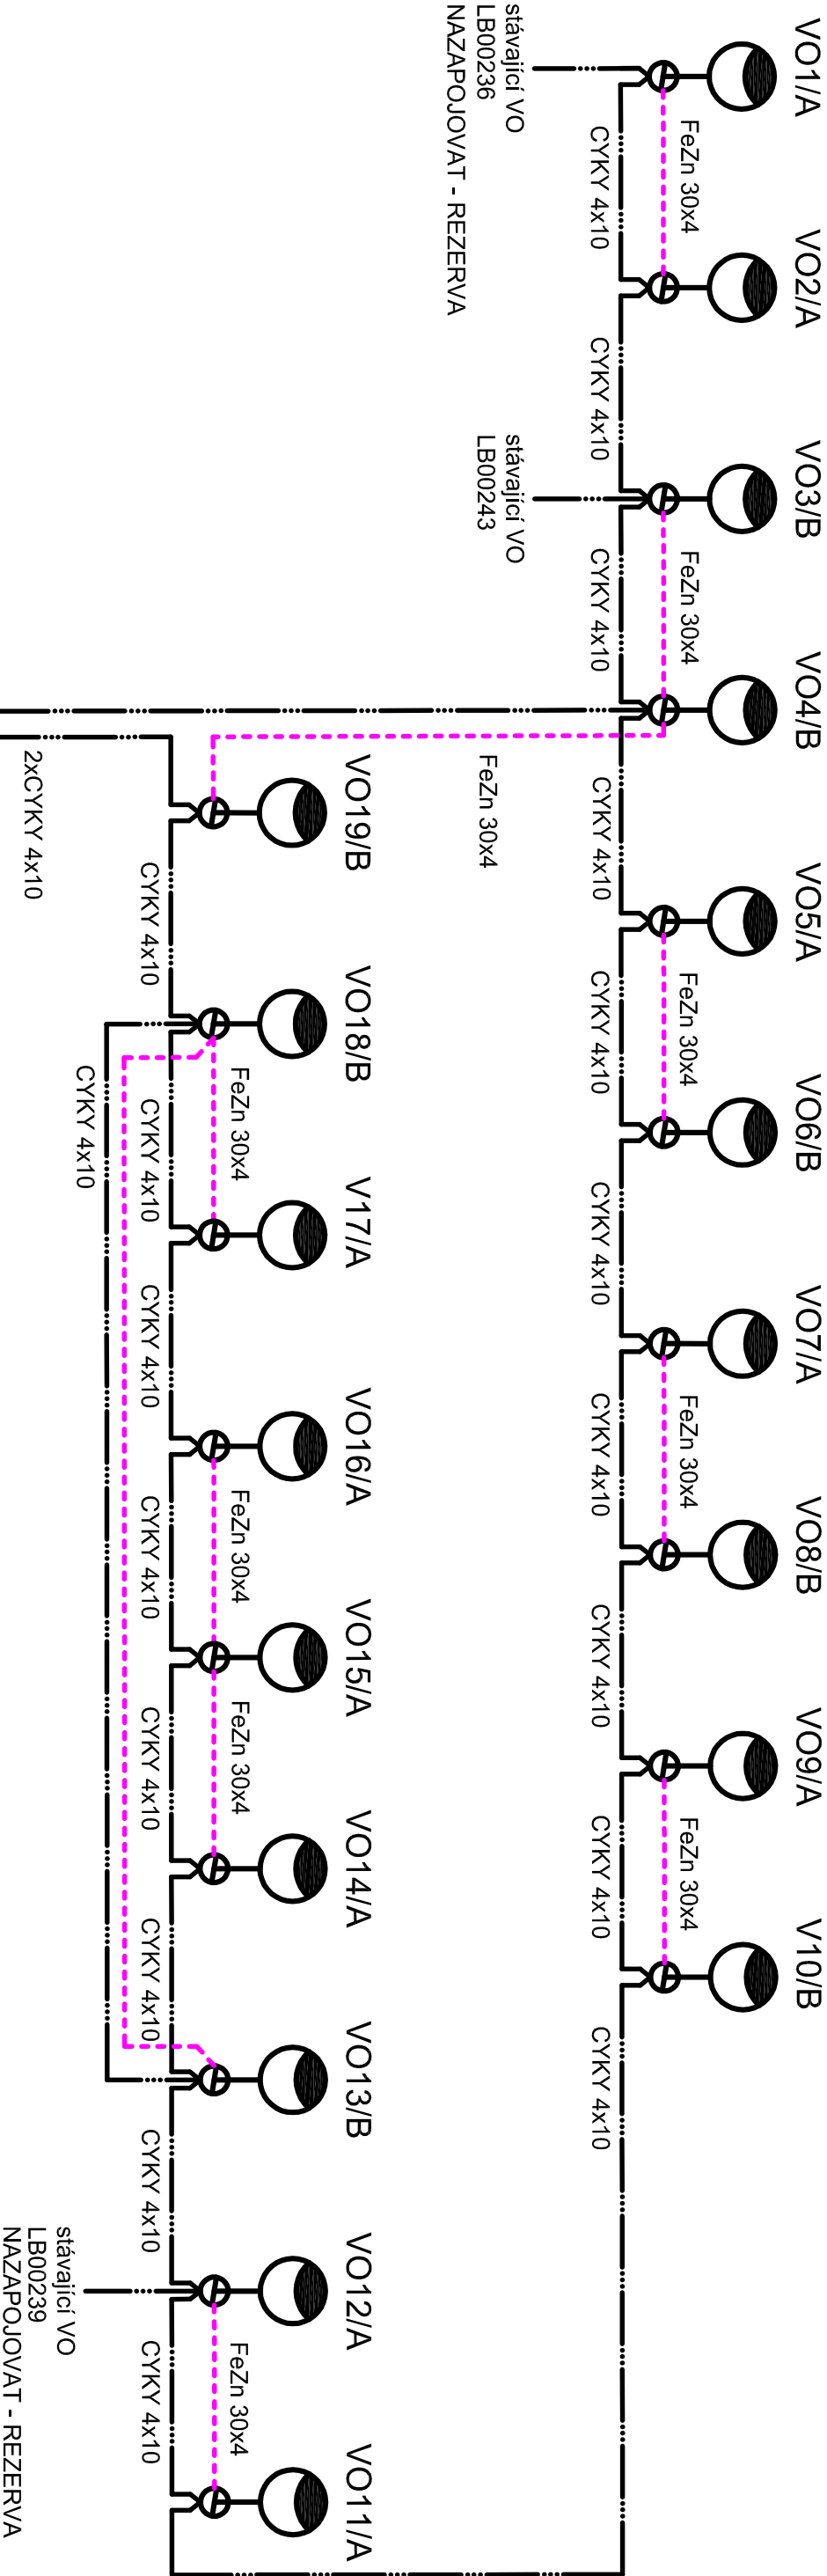 VO1/A
VO2/A
VO3/B
VO4/B
VO5/A
VO6/B
VO7/A
VO8/B
VO9/A
V10/B
FeZn 30x4
FeZn 30x4
FeZn 30x4
FeZn 30x4
FeZn 30x4
CYKY 4x10
CYKY 4x10
CYKY 4x10
CYKY 4x10
CYKY 4x10
CYKY 4x10
CYKY 4x10
CYKY 4x10
CYKY 4x10
CYKY 4x10
stávající VO
LB00236
NAZAPOJOVAT - REZERVA
stávající VO
LB00243
FeZn 30x4
VO19/B
VO18/B
V17/A
VO16/A
VO15/A
VO14/A
VO13/B
VO12/A
VO11/A
FeZn 30x4
FeZn 30x4
FeZn 30x4
FeZn 30x4
CYKY 4x10
CYKY 4x10
CYKY 4x10
CYKY 4x10
CYKY 4x10
CYKY 4x10
CYKY 4x10
CYKY 4x10
CYKY 4x10
2xCYKY 4x10
stávající VO
LB00239
NAZAPOJOVAT - REZERVA